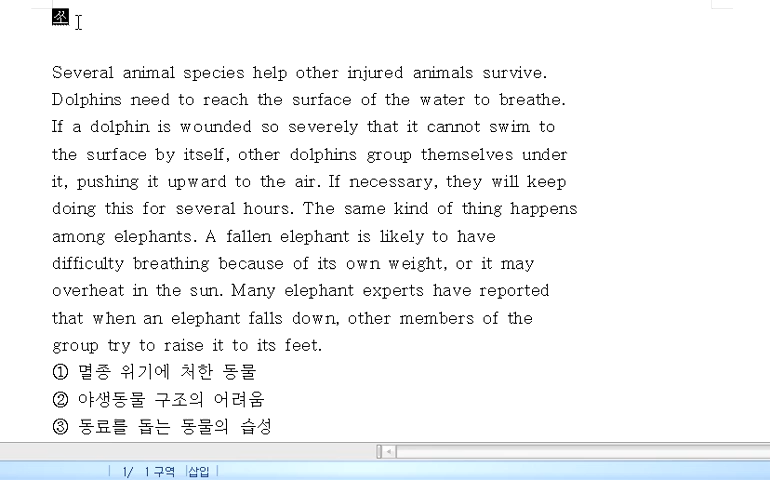 Several animal species help other injured animals survive.
Dolphins need to reach the surface of the water to breathe.
If a dolphin is wounded so severely that it cannot swim to
the surface by itself, other dolphins group themselves under
it, pushing it upward to the air. If necessary, they will keep
doing this for several hours. The same kind of thing happens
among elephants. A fallen elephant is likely to have
difficulty breathing because of its own weight, or it may
overheat in the sun. Many elephant experts have reported
that when an elephant falls down, other members of the
group try to raise it to its feet.
① 멸종 위기에 처한 동물
② 야생동물 구조의 어려움
③ 동료를 돕는 동물의 습성
1/ 1 구역 삽입